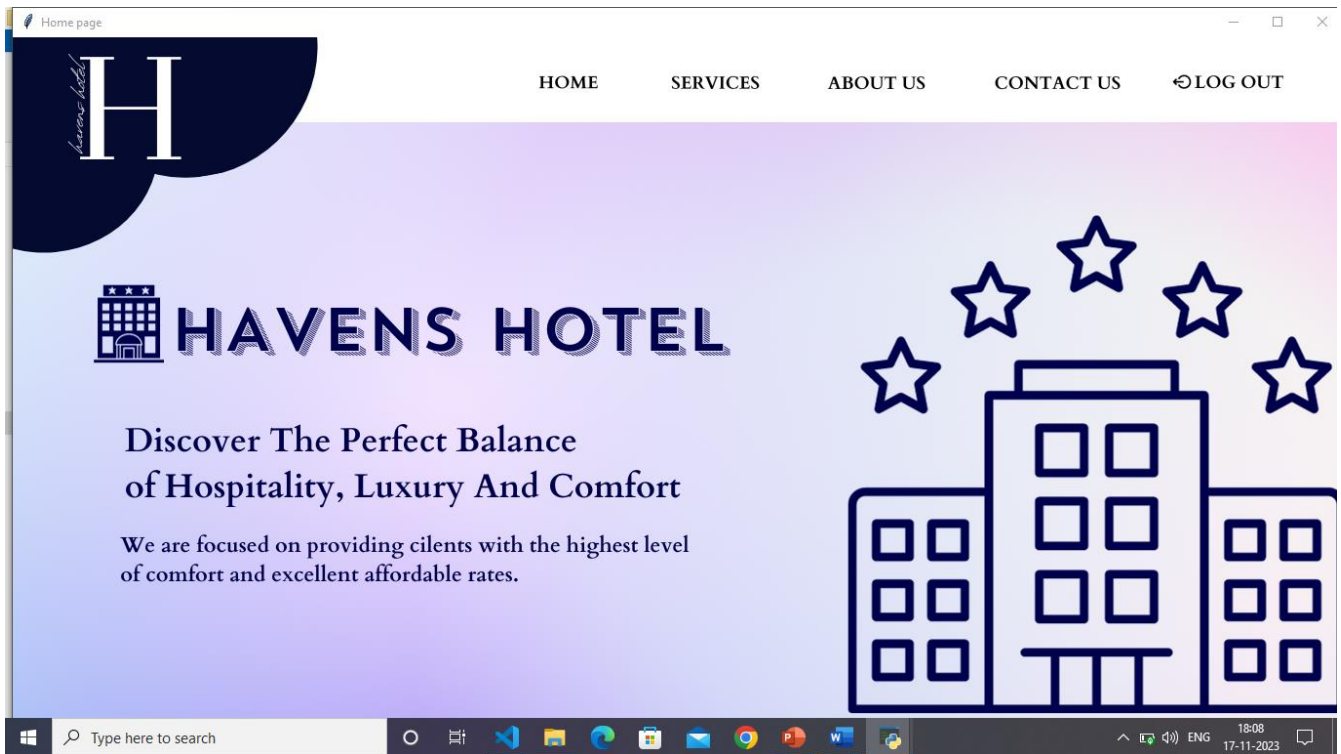 Home page
havens hotel
H
HOME SERVICES ABOUT US CONTACT US LOG OUT
HAVENS HOTEL
Discover The Perfect Balance
of Hospitality, Luxury And Comfort
We are focused on providing cilents with the highest level
of comfort and excellent affordable rates.
Type here to search
ENG
18:08
17-11-2023